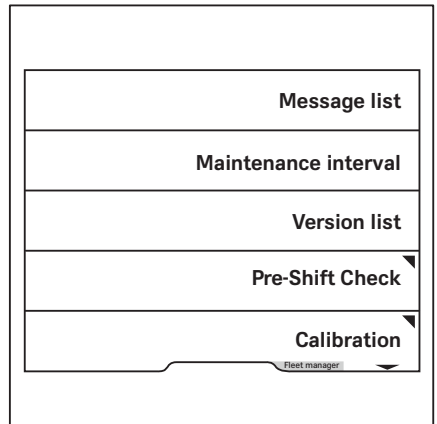 Message list
Maintenance interval
Version list
Pre-Shift Check
Calibration
Fleet manager